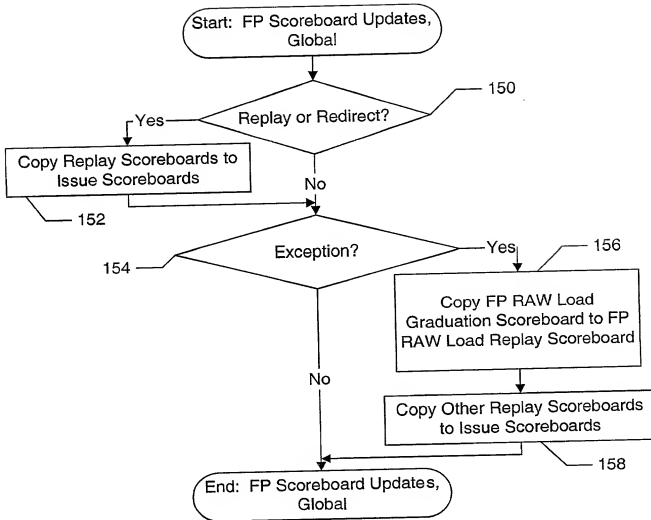 Start: FP Scoreboard Updates,
Global
150
Replay or Redirect?
Yes
Copy Replay Scoreboards to
Issue Scoreboards
No
152
Exception?
Yes
156
154
Copy FP RAW Load
Graduation Scoreboard to FP
RAW Load Replay Scoreboard
No
Copy Other Replay Scoreboards
to Issue Scoreboards
158
End: FP Scoreboard Updates,
Global